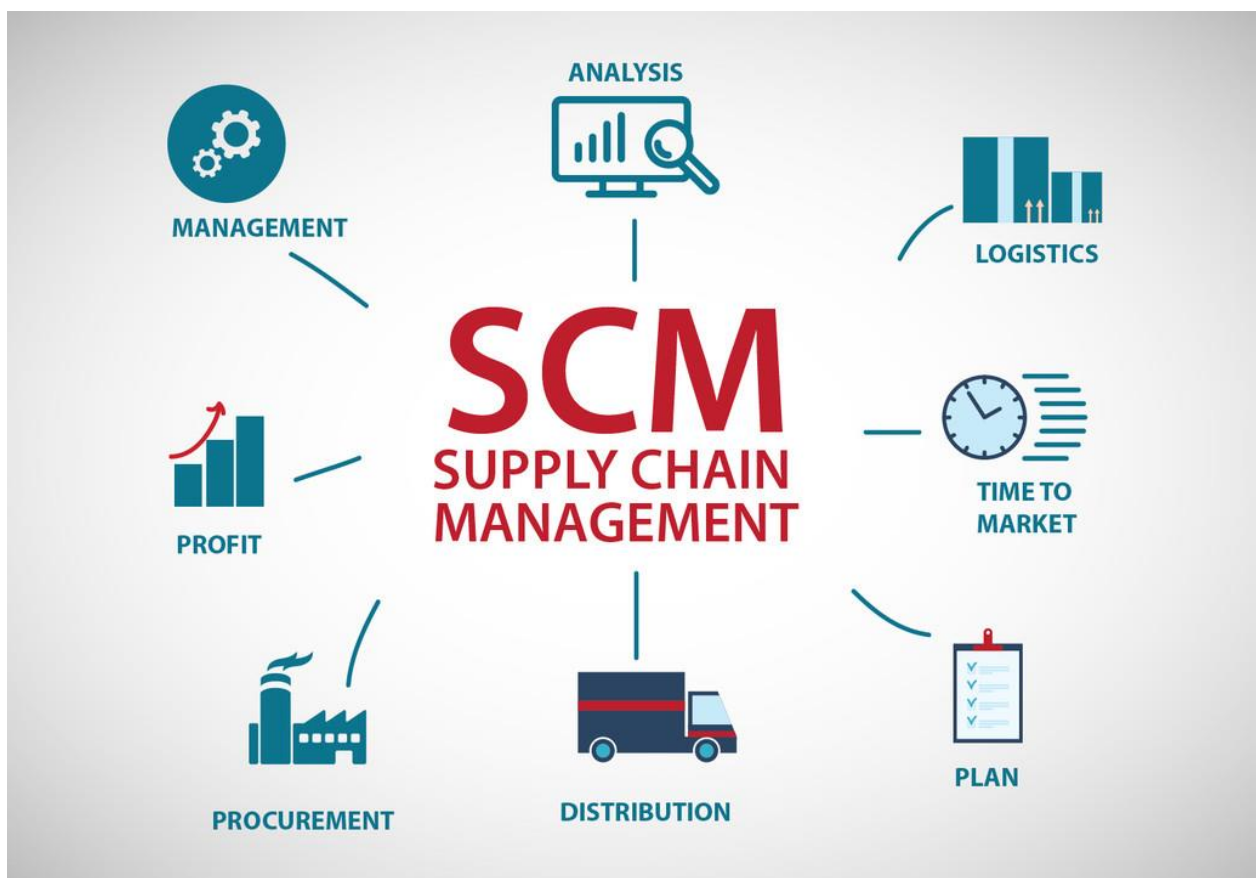 ANALYSIS
MANAGEMENT
LOGISTICS
SCM
SUPPLY CHAIN
MANAGEMENT
TIME TO
MARKET
PROFIT
PLAN
PROCUREMENT
DISTRIBUTION